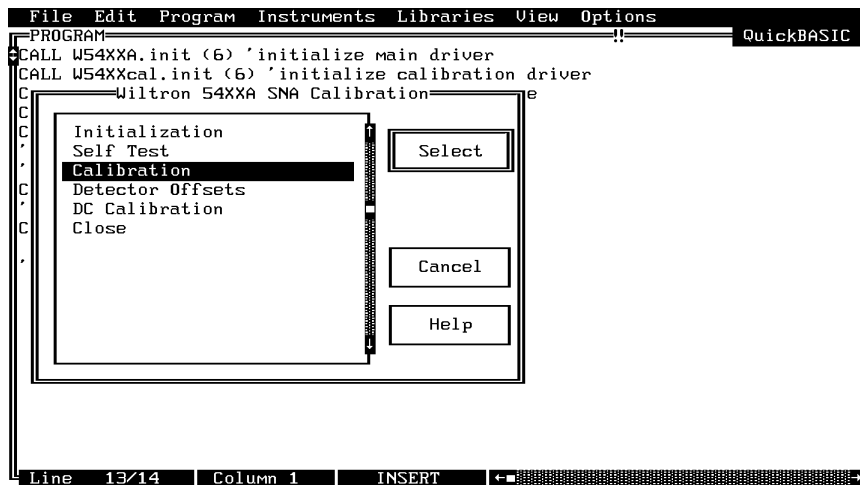 File Edit Program Instruments Libraries View Options
PROGRAM
QuickBASIC
CALL W54XXA.init (6) 'initialize main driver
CALL W54XXcal.init (6) 'initialize calibration driver
C Wiltron 54XXA SNA Calibration e
C
C
'
'
C
'
C
'
Initialization
Self Test
Calibration
Detector Offsets
DC Calibration
Close
Select
Cancel
Help
Line 13/14 Column 1 INSERT